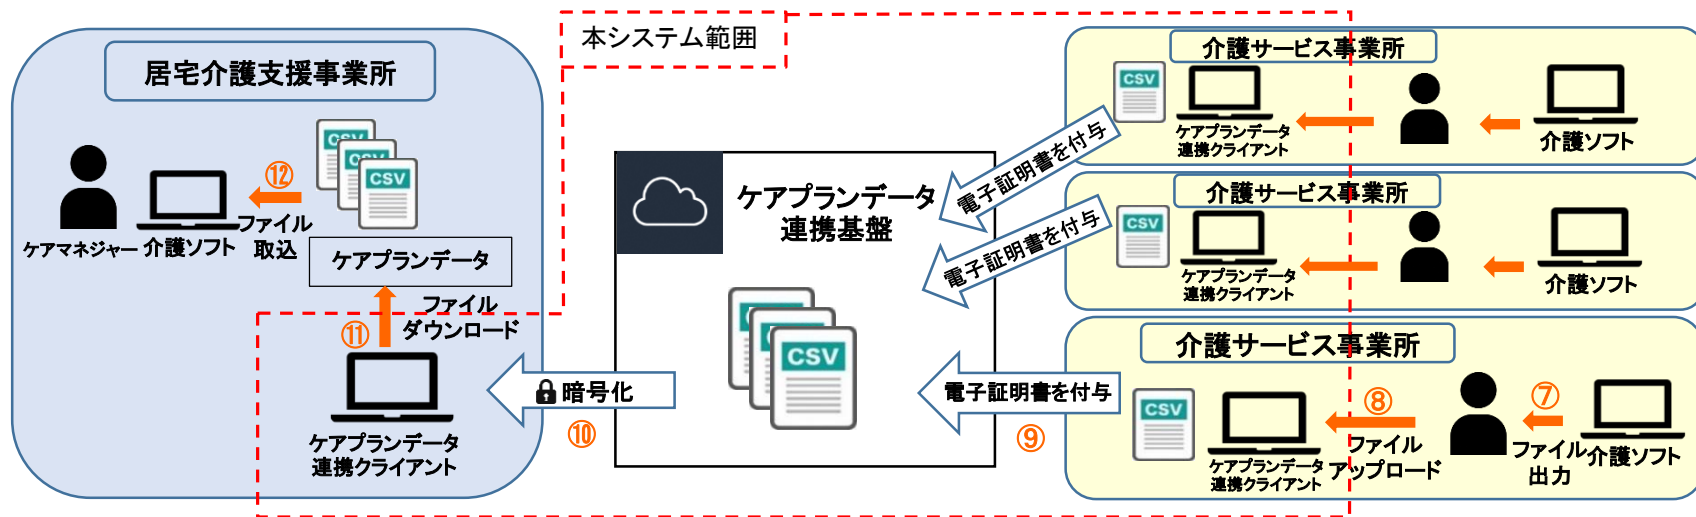 本システム範囲
居宅介護支援事業所
CSV
CSV
CSV
⑫
ファイル
取込
ケアマネジャー
介護ソフト
ケアプランデータ
⑪
ファイル
ダウンロード
ケアプランデータ
連携クライアント
暗号化
⑩
ケアプランデータ
連携基盤
CSV
電子証明書を付与
電子証明書を付与
電子証明書を付与
⑨
介護サービス事業所
CSV
ケアプランデータ
連携クライアント
介護ソフト
介護サービス事業所
CSV
ケアプランデータ
連携クライアント
介護ソフト
介護サービス事業所
CSV
ケアプランデータ
連携クライアント
⑧
ファイル
アップロード
⑦
ファイル
出力
介護ソフト